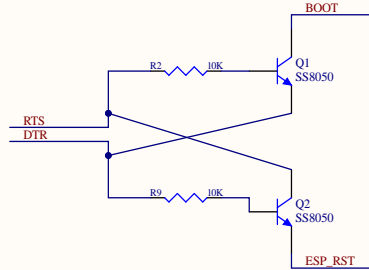 BOOT
R2 10K Q1
SS8050
RTS
DTR
R9 10K Q2
SS8050
ESP_RST